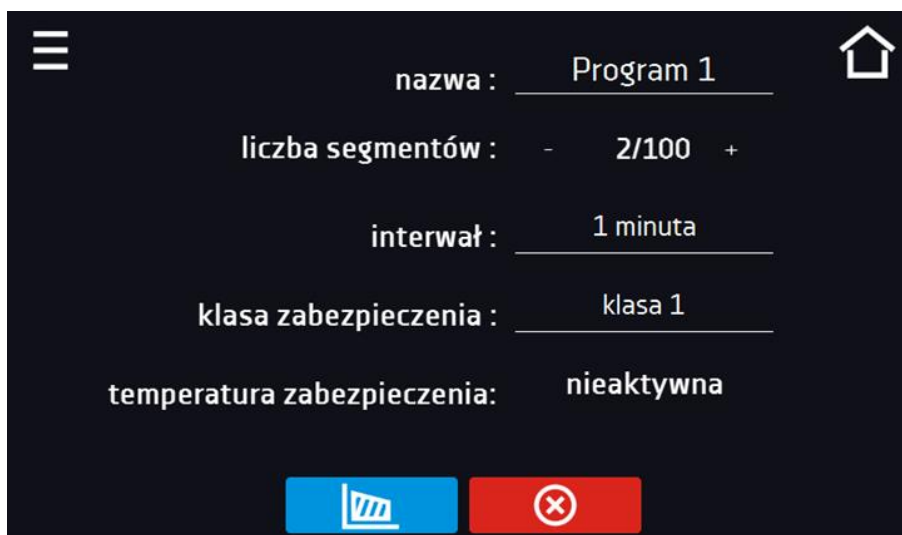 nazwa : Program 1
liczba segmentów : - 2/100 +
interwał : 1 minuta
klasa zabezpieczenia : klasa 1
temperatura zabezpieczenia: nieaktywna